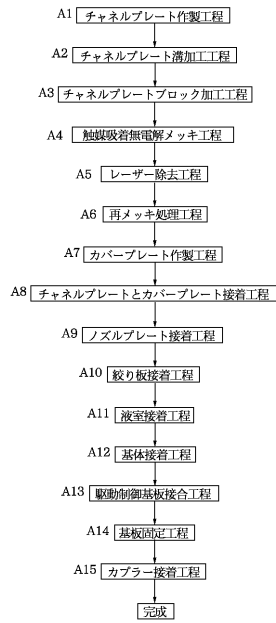 A1 チャネルプレート作製工程
A2 チャネルプレート溝加工工程
A3 チャネルプレートブロック加工工程
A4 触媒吸着無電解メッキ工程
A5 レーザー除去工程
A6 再メッキ処理工程
A7 カバープレート作製工程
A8 チャネルプレートとカバープレート接着工程
A9 ノズルプレート接着工程
A10 絞り板接着工程
A11 液室接着工程
A12 基体接着工程
A13 駆動制御基板接合工程
A14 基板固定工程
A15 カプラー接着工程
完成